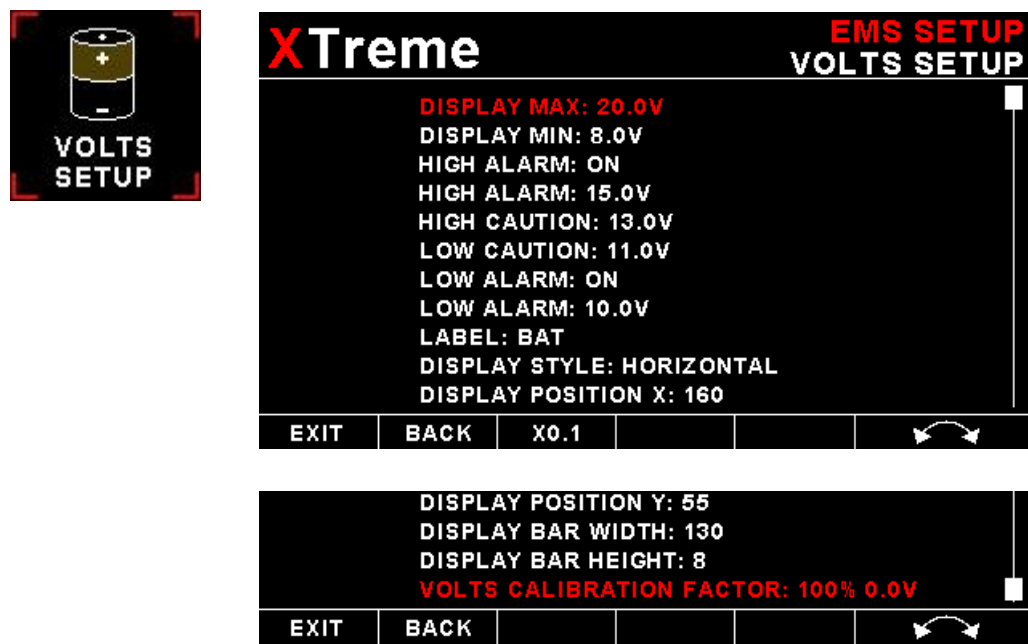 VOLTS
SETUP
XTreme
EMS SETUP
VOLTS SETUP
DISPLAY MAX: 20.0V
DISPLAY MIN: 8.0V
HIGH ALARM: ON
HIGH ALARM: 15.0V
HIGH CAUTION: 13.0V
LOW CAUTION: 11.0V
LOW ALARM: ON
LOW ALARM: 10.0V
LABEL: BAT
DISPLAY STYLE: HORIZONTAL
DISPLAY POSITION X: 160
EXIT BACK X0.1
DISPLAY POSITION Y: 55
DISPLAY BAR WIDTH: 130
DISPLAY BAR HEIGHT: 8
VOLTS CALIBRATION FACTOR: 100% 0.0V
EXIT BACK